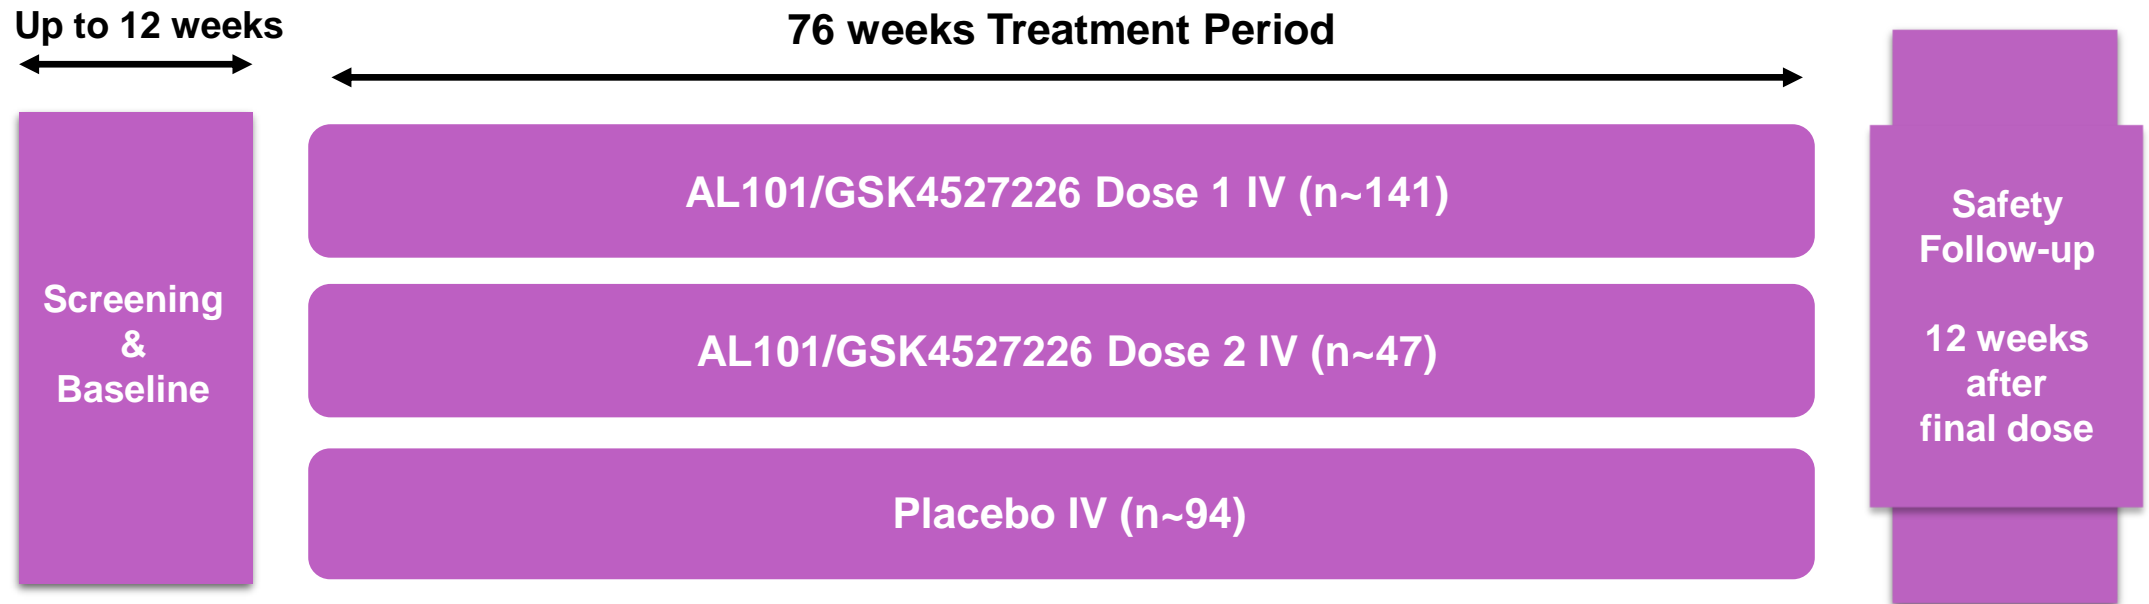 Up to 12 weeks
76 weeks Treatment Period
Screening
&
Baseline
AL101/GSK4527226 Dose 1 IV (n~141)
AL101/GSK4527226 Dose 2 IV (n~47)
Placebo IV (n~94)
Safety
Follow-up
12 weeks
after
final dose